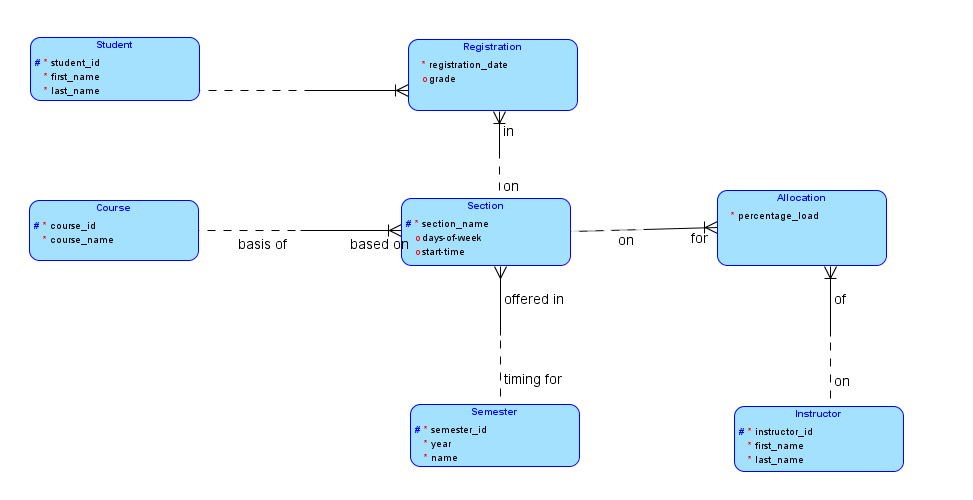 Student
# * student_id
* first_name
* last_name
Registration
* registration_date
o grade
in
on
Course
# * course_id
* course_name
basis of
based on
Section
# * section_name
o days-of-week
o start-time
on
for
Allocation
* percentage_load
offered in
timing for
of
on
Semester
# * semester_id
* year
* name
Instructor
# * instructor_id
* first_name
* last_name